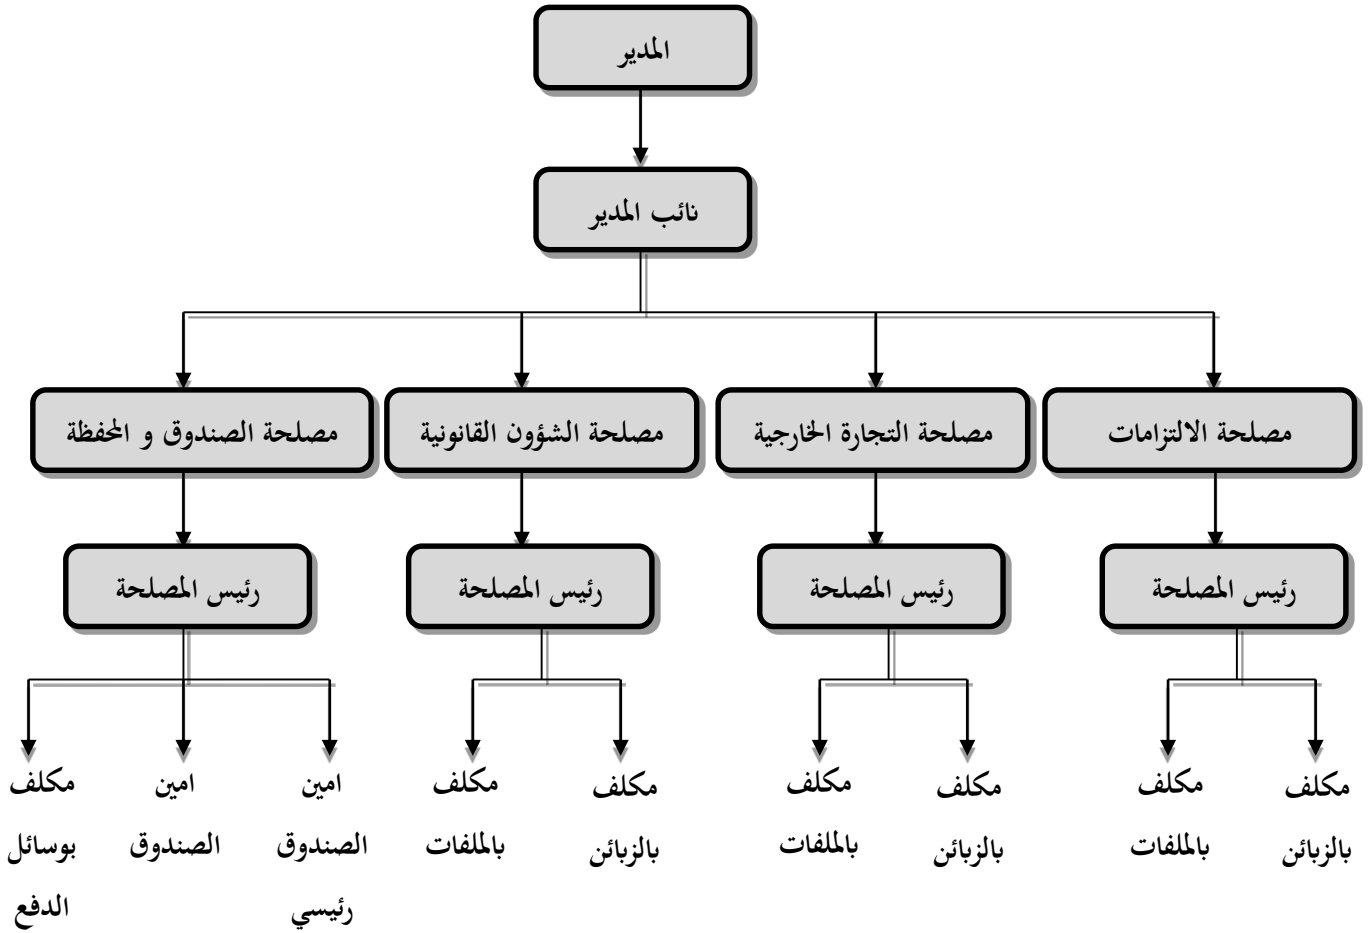 المدير
نائب المدير
مصلحة الالتزامات
مصلحة التجارة الخارجية
مصلحة الشؤون القانونية
مصلحة الصندوق و المحفظة
رئيس المصلحة
رئيس المصلحة
رئيس المصلحة
رئيس المصلحة
مكلف
بالزبائن
مكلف
بالملفات
مكلف
بالزبائن
مكلف
بالملفات
مكلف
بالزبائن
مكلف
بالملفات
امين
الصندوق
رئيسي
امين
الصندوق
مكلف
بوسائل
الدفع